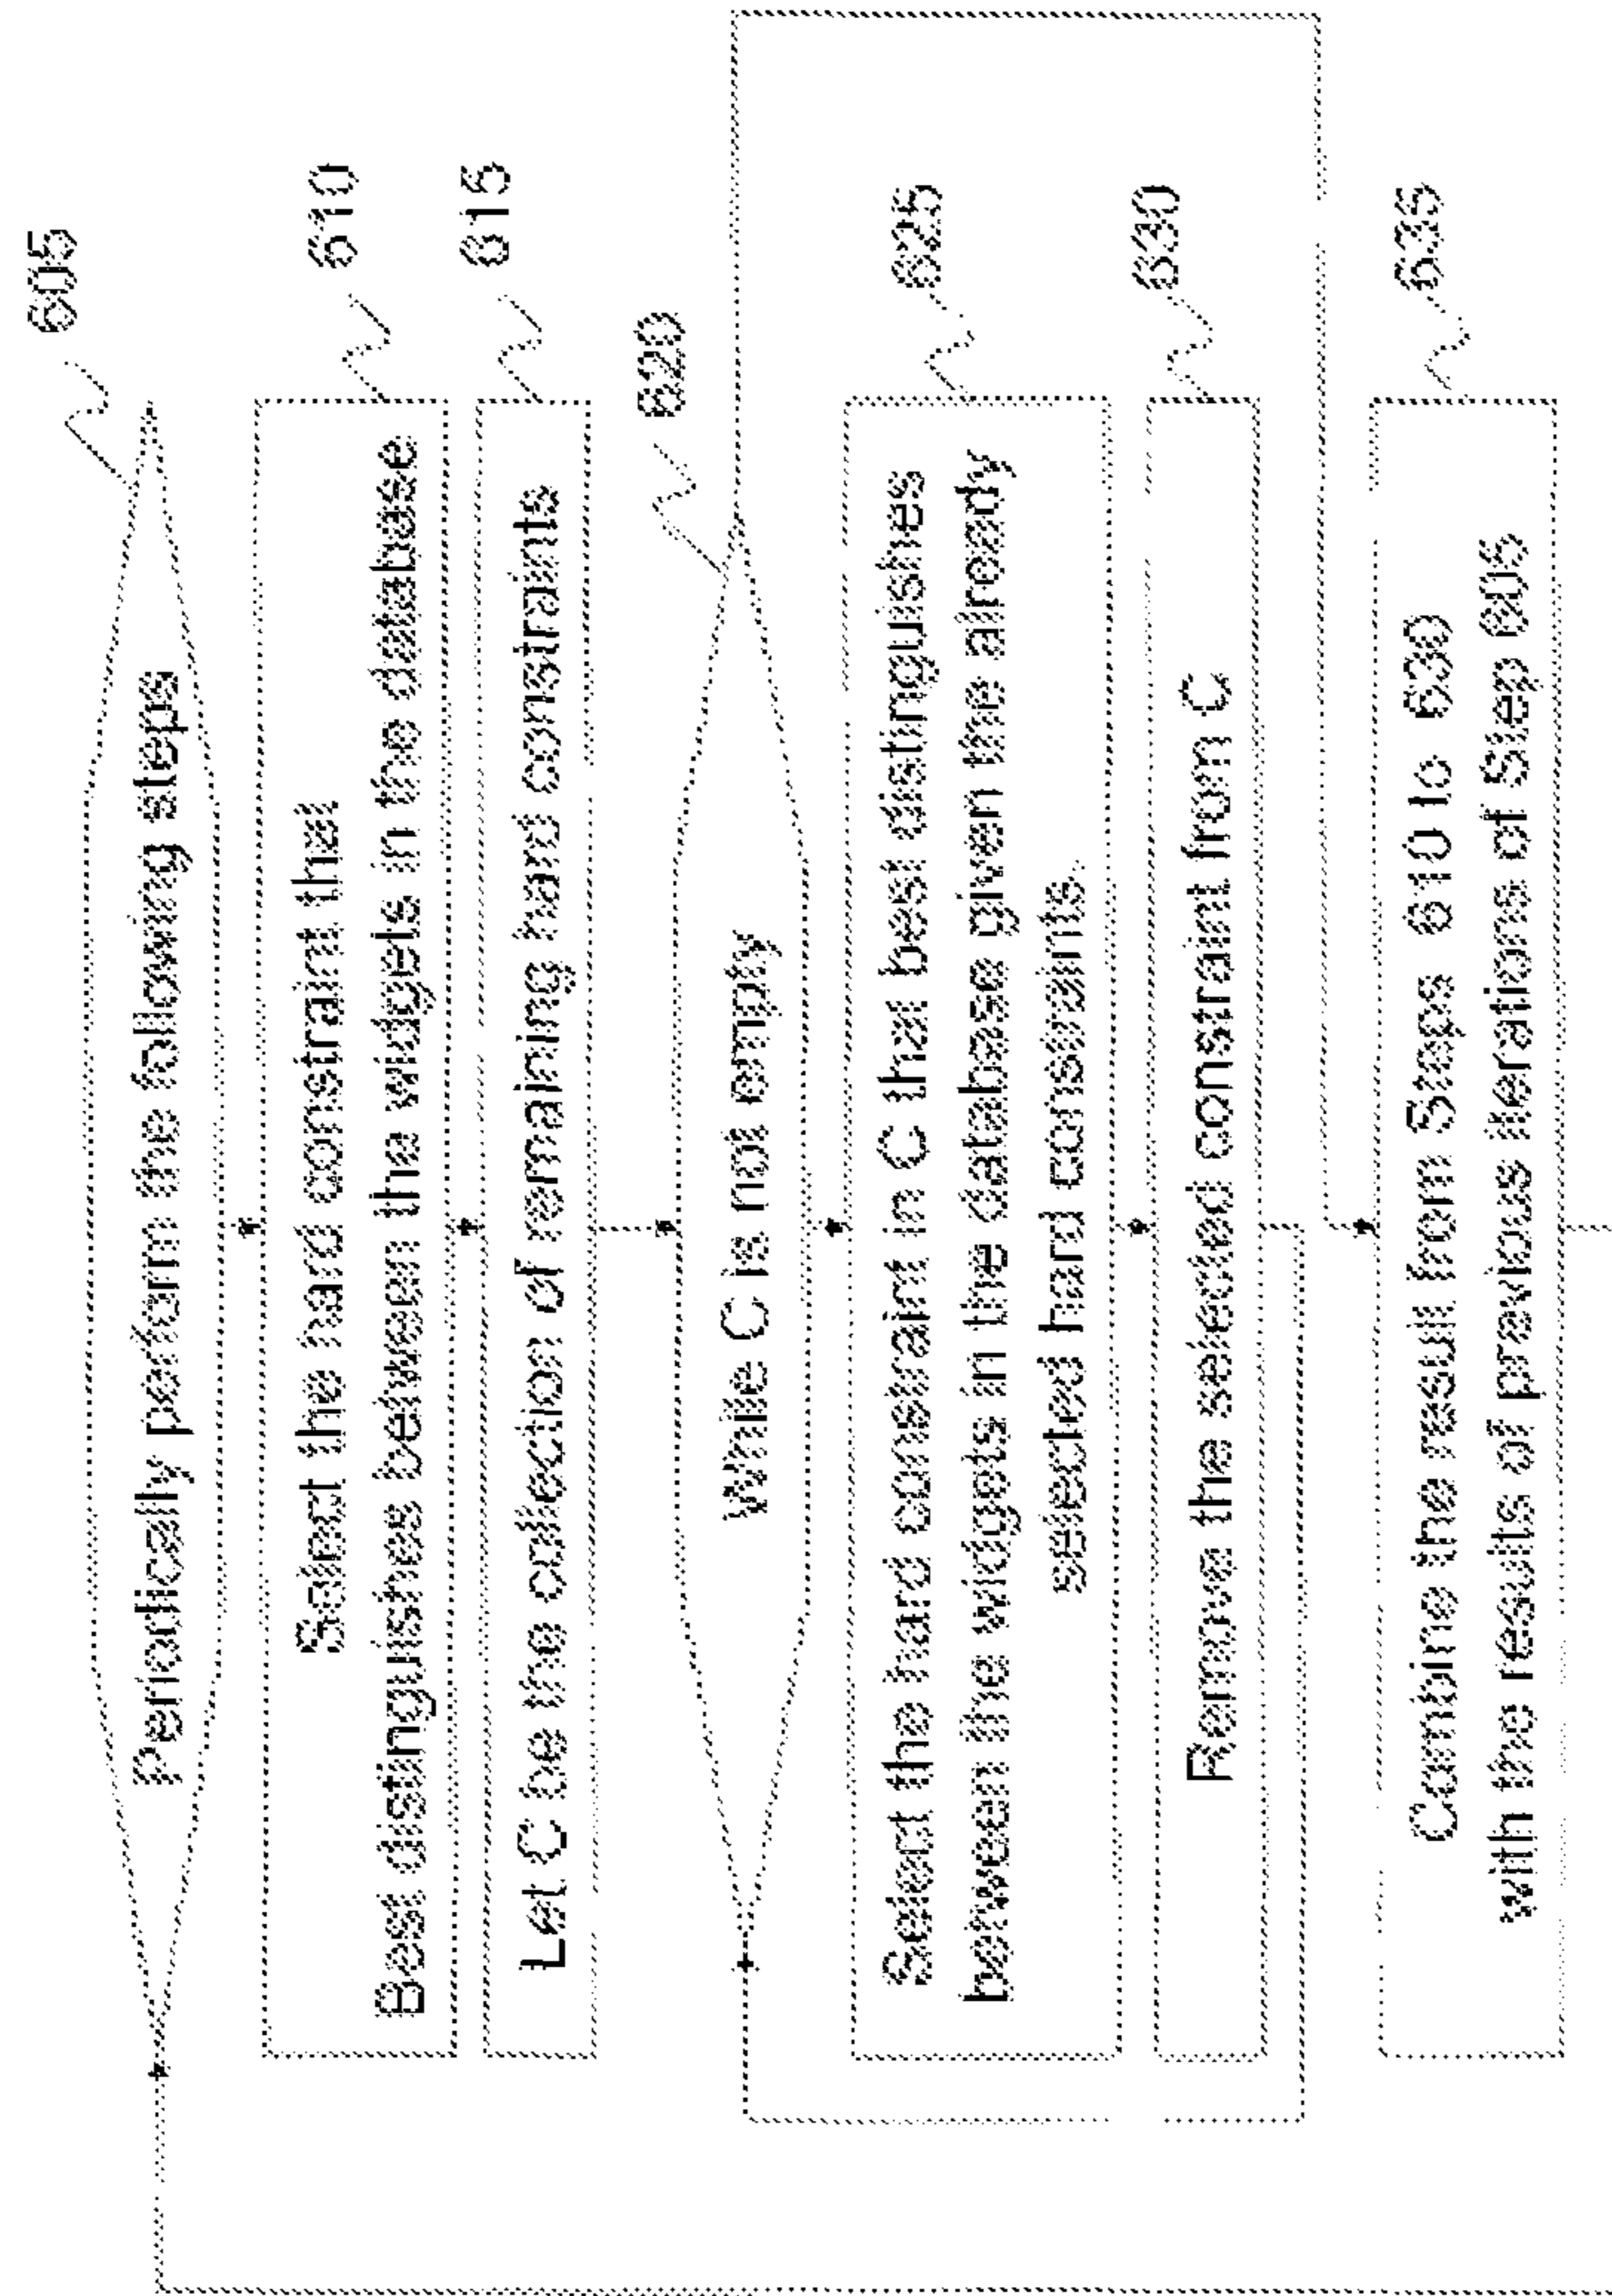 605
Periodically perform the following steps
610
Select the hard constraint that
Best distinguishes between the widgets in the database
615
Let C be the collection of remaining hard constraints
620
While C is not empty
625
Select the hard constraint in C that best distinguishes
between the widgets in the database given the already
selected hard constraints.
630
Remove the selected constraint from C
635
Combine the result from Steps 610 to 630
with the results of previous iterations of Step 605